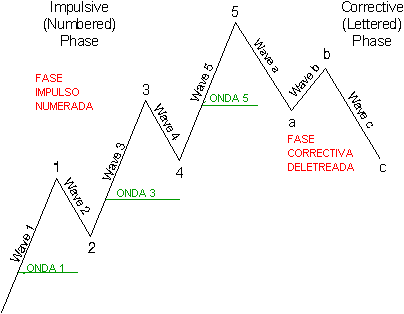 Impulsive
(Numbered)
Phase
Corrective
(Lettered)
Phase
FASE
IMPULSO
NUMERADA
5
Wave a
b
Wave b
3
Wave 5
ONDA 5
Wave 4
a
Wave c
FASE
CORRECTIVA
DELETREADA
4
c
1
Wave 3
Wave 2
ONDA 3
2
Wave 1
ONDA 1